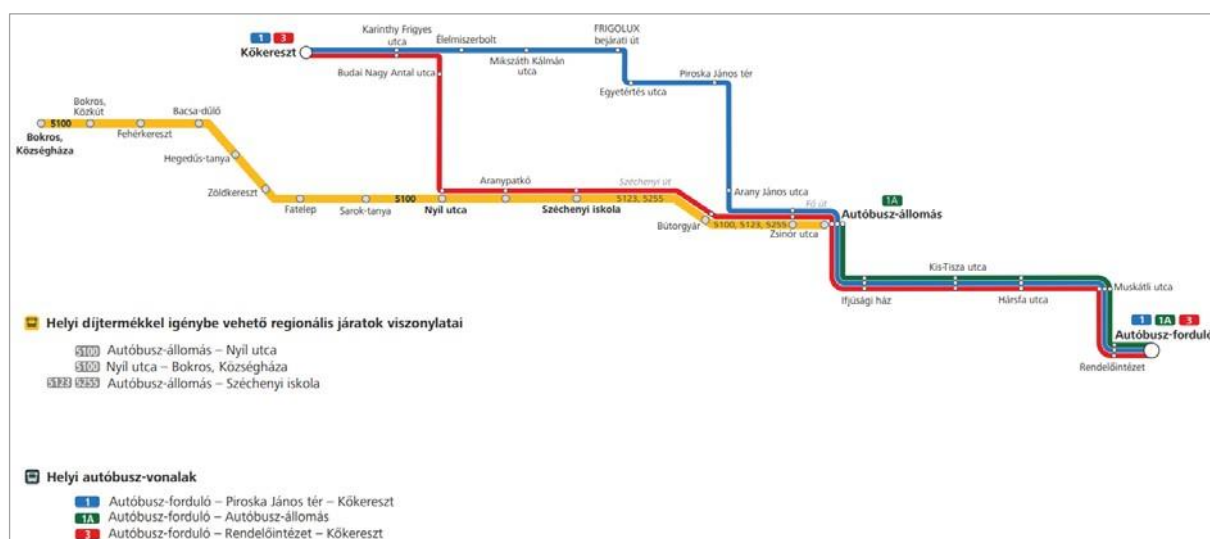 1 3
Kőkereszt
Karinthy Frigyes
utca
Élelmiszerbolt
Mikszáth Kálmán
utca
FRIGOLUX
bejárati út
Budai Nagy Antal utca
Egyetértés utca
Piroska János tér
Bokros,
Közkút
Bacsa-dűlő
5100
Fehérkereszt
Bokros,
Községháza
Hegedűs-tanya
Zöldkereszt
Aranypatkó
Széchenyi út
Arany János utca
1A
5100
5123, 5255
Fő út
Autóbusz-állomás
Fatelep
Sarok-tanya
Nyíl utca
Széchenyi iskola
Bútorgyár
5100, 5123, 5255
Zsinór utca
Kis-Tisza utca
Muskátli utca
Ifjúsági ház
Hársfa utca
1 1A 3
Autóbusz-forduló
Rendelőintézet
Helyi díjtermékkel igénybe vehető regionális járatok viszonylatai
5100 Autóbusz-állomás – Nyíl utca
5100 Nyíl utca – Bokros, Községháza
5123 5255 Autóbusz-állomás – Széchenyi iskola
Helyi autóbusz-vonalak
1 Autóbusz-forduló – Piroska János tér – Kőkereszt
1A Autóbusz-forduló – Autóbusz-állomás
3 Autóbusz-forduló – Rendelőintézet – Kőkereszt